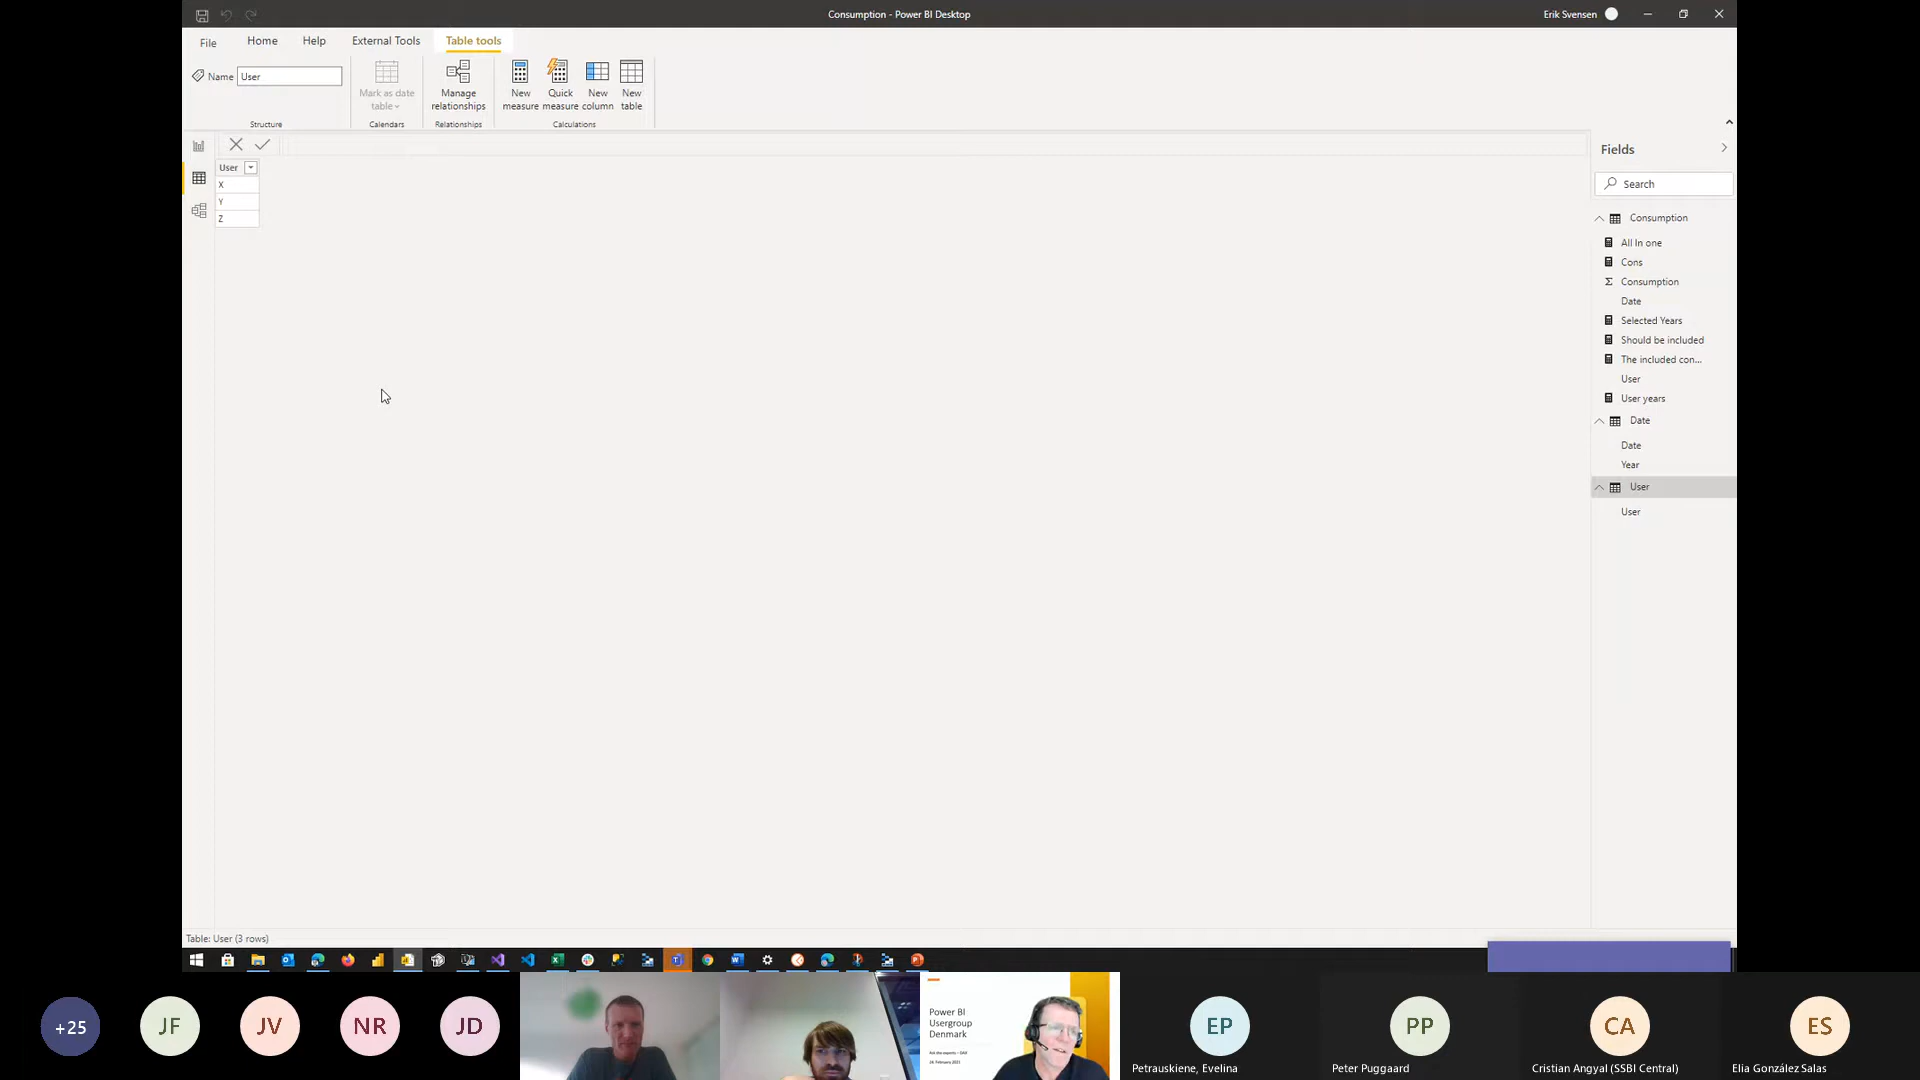 Consumption - Power BI Desktop
Erik Svensen
File
Home
Help
External Tools
Table tools
Name
User
Mark as date
table
Manage
relationships
New
measure
Quick
measure
New
column
New
table
Structure
Calendars
Relationships
Calculations
User
X
Y
Z
Fields
Search
Consumption
All In one
Cons
Consumption
Date
Selected Years
Should be included
The included con...
User
User years
Date
Date
Year
User
User
Table: User (3 rows)
+25
JF
JV
NR
JD
Power BI
Usergroup
Denmark
Ask the experts - DAX
EP
Petrauskiene, Evelina
PP
Peter Puggaard
CA
Cristian Angyal (SSBI Central)
ES
Elia González Salas